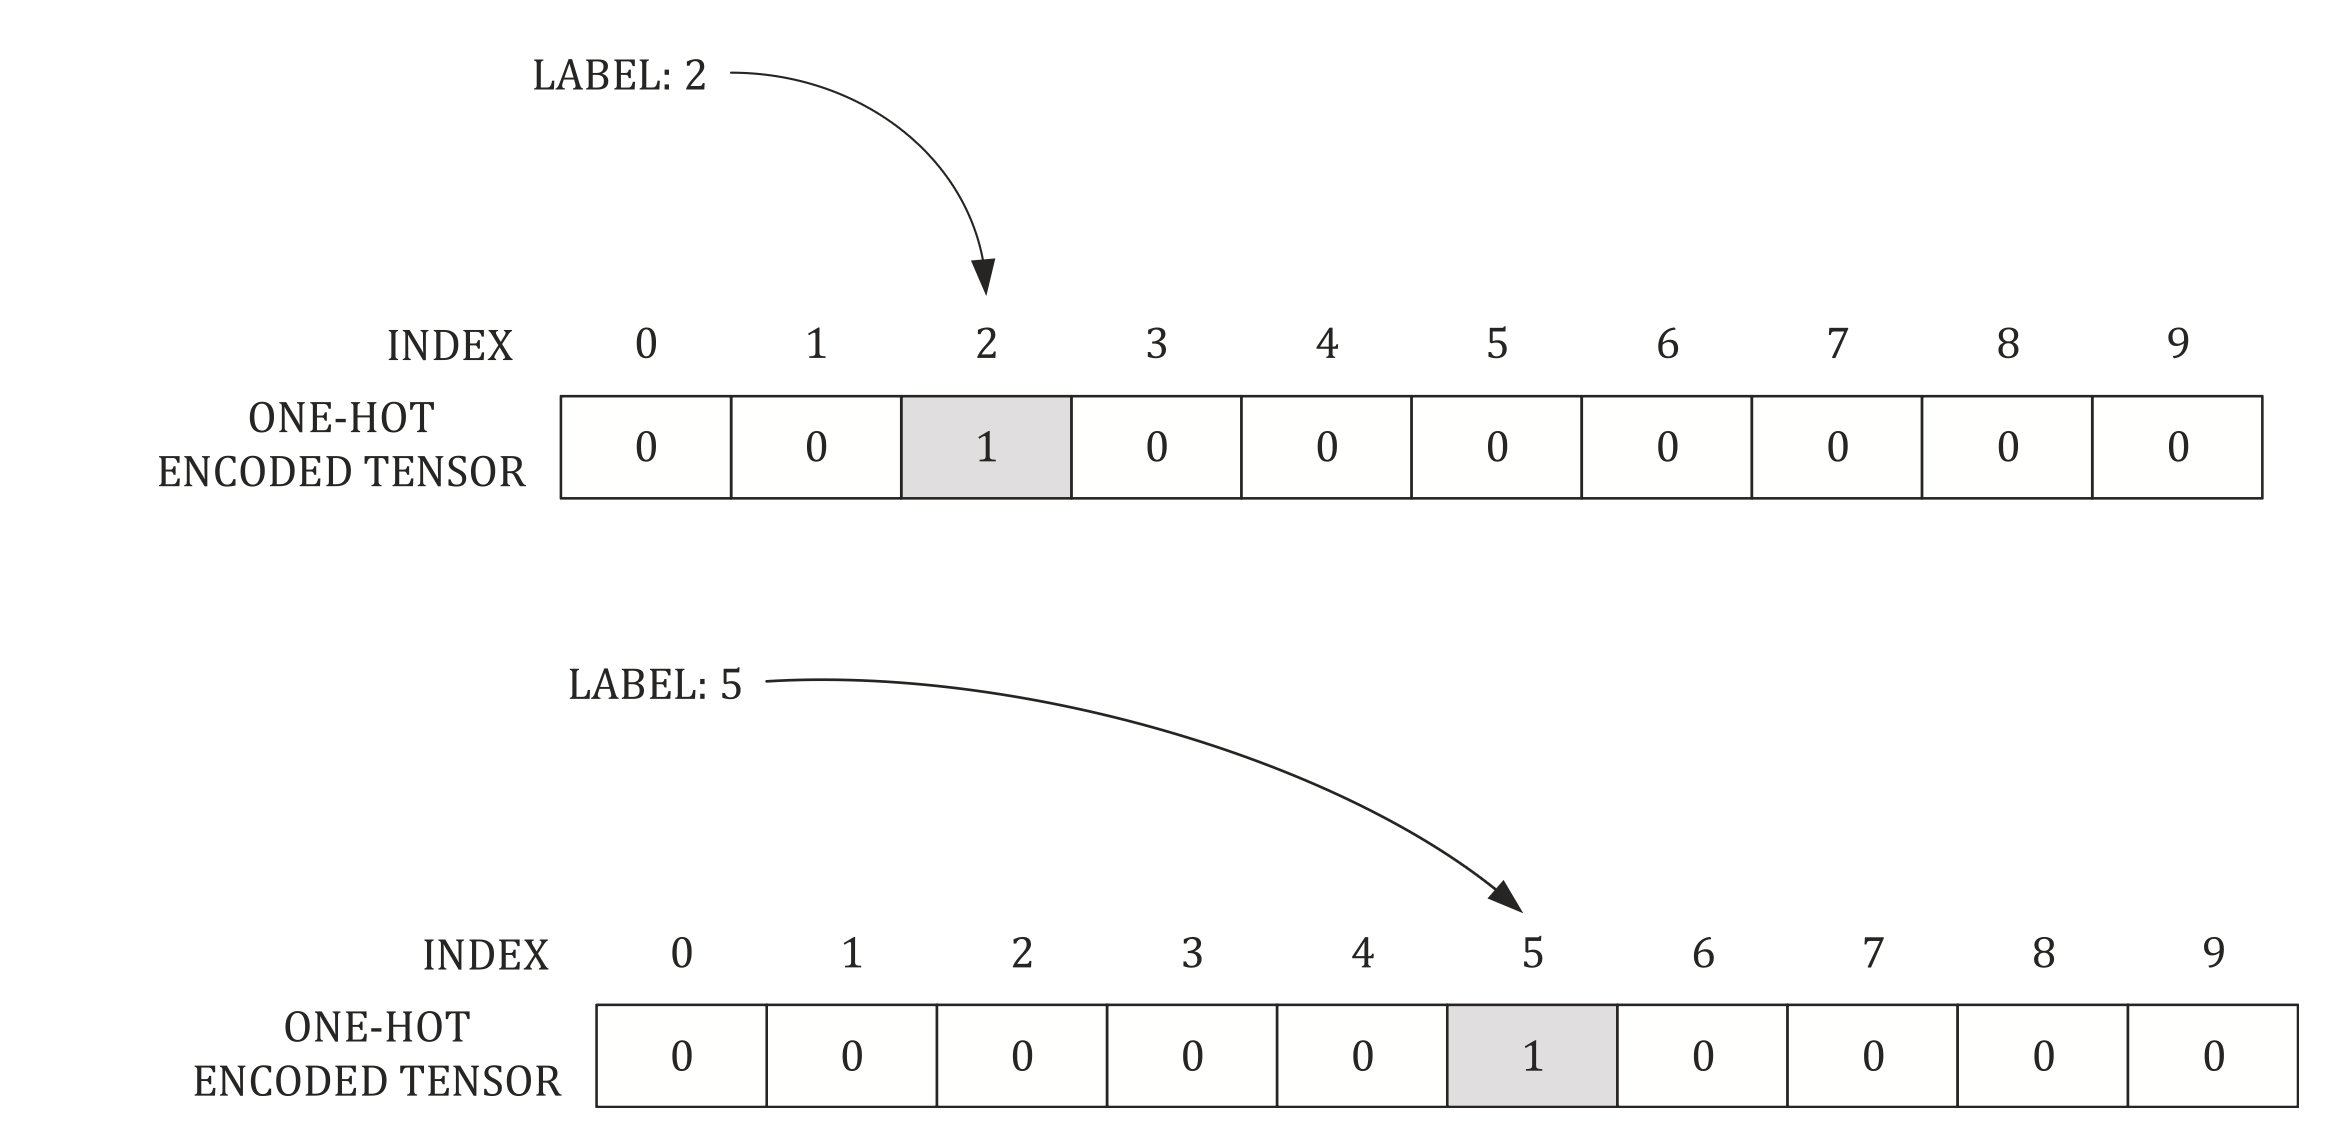 LABEL: 2
INDEX 0 1 2 3 4 5 6 7 8 9
ONE-HOT
ENCODED TENSOR
0 0 1 0 0 0 0 0 0 0
LABEL: 5
INDEX 0 1 2 3 4 5 6 7 8 9
ONE-HOT
ENCODED TENSOR
0 0 0 0 0 1 0 0 0 0